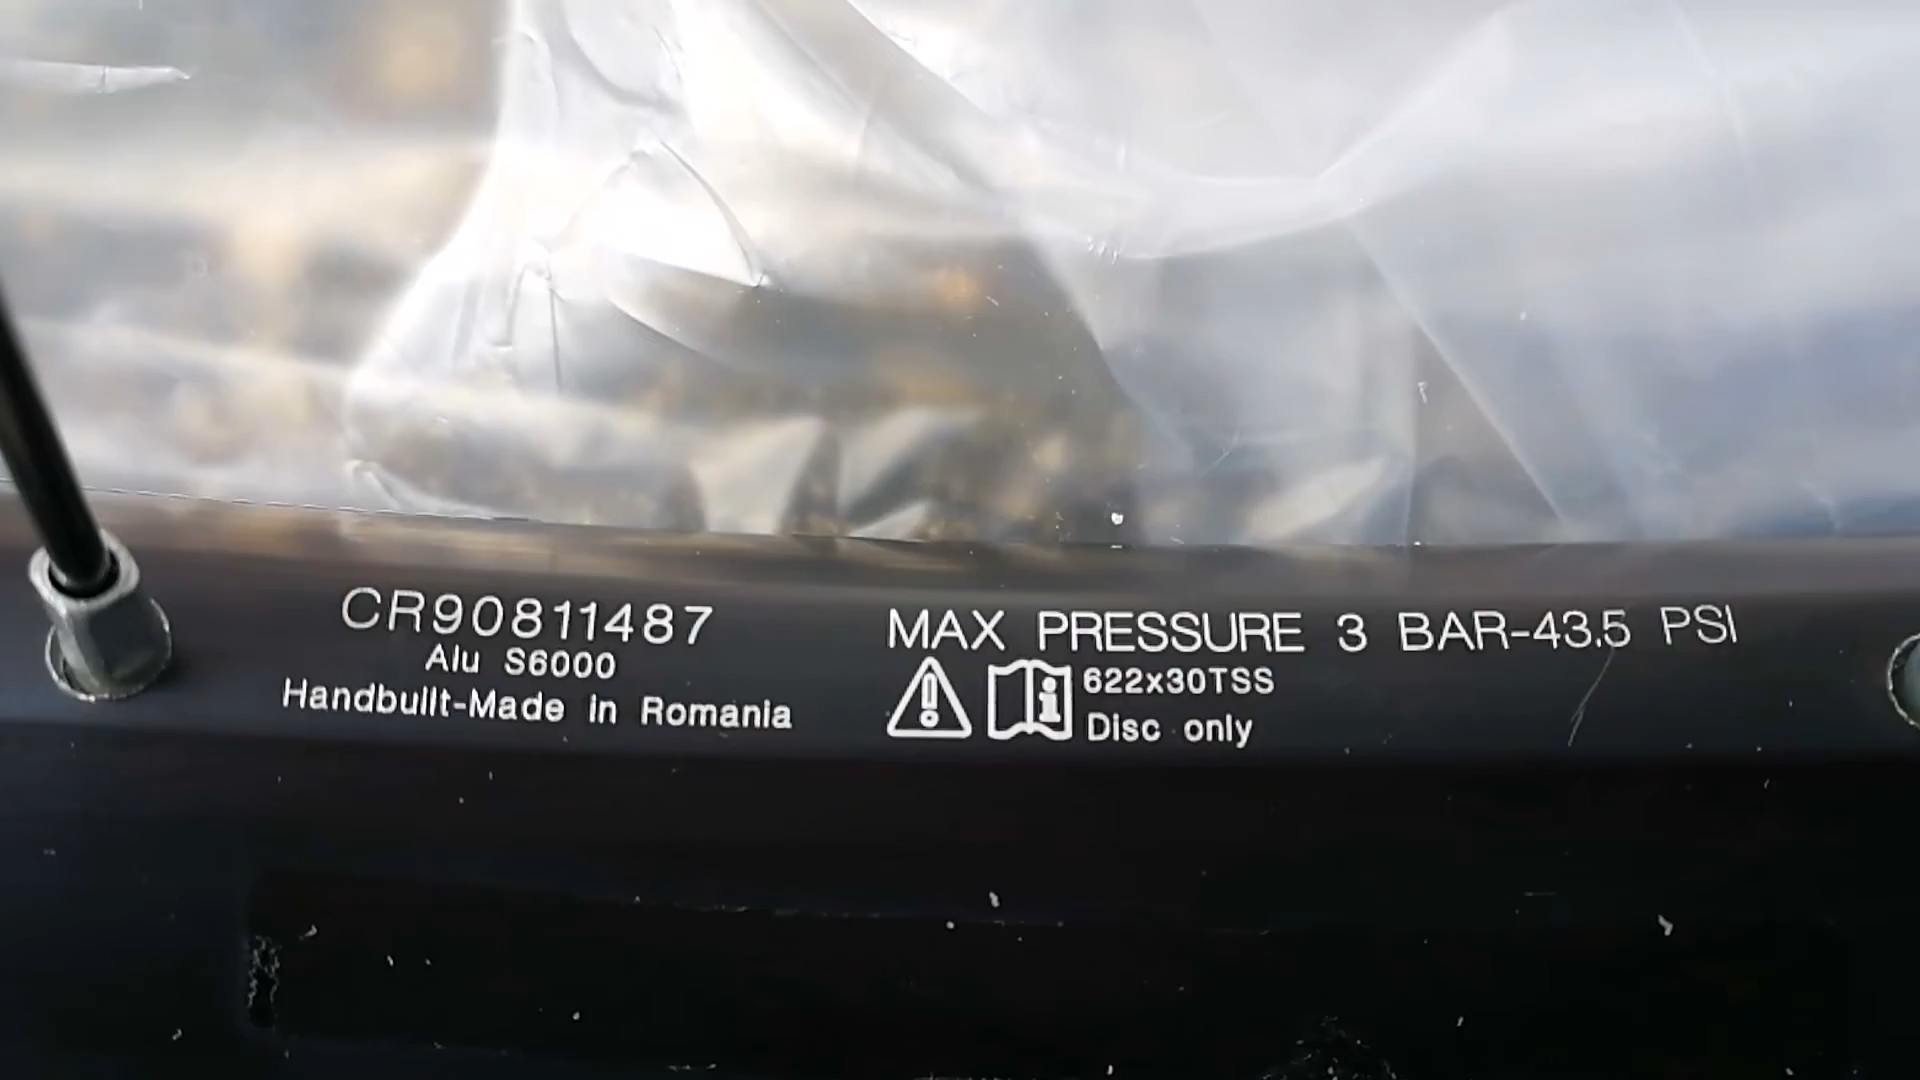 CR90811487
Alu S6000
Handbuilt-Made in Romania
MAX PRESSURE 3 BAR-43.5 PSI
622x30TSS
Disc only